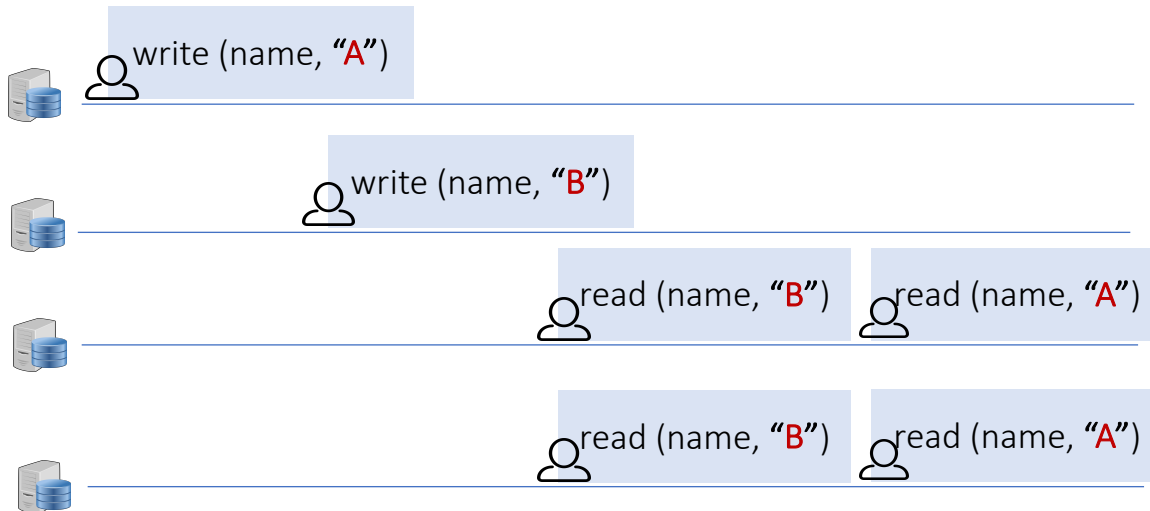 write (name, “A”)
write (name, “B”)
read (name, “B”) read (name, “A”)
read (name, “B”) read (name, “A”)